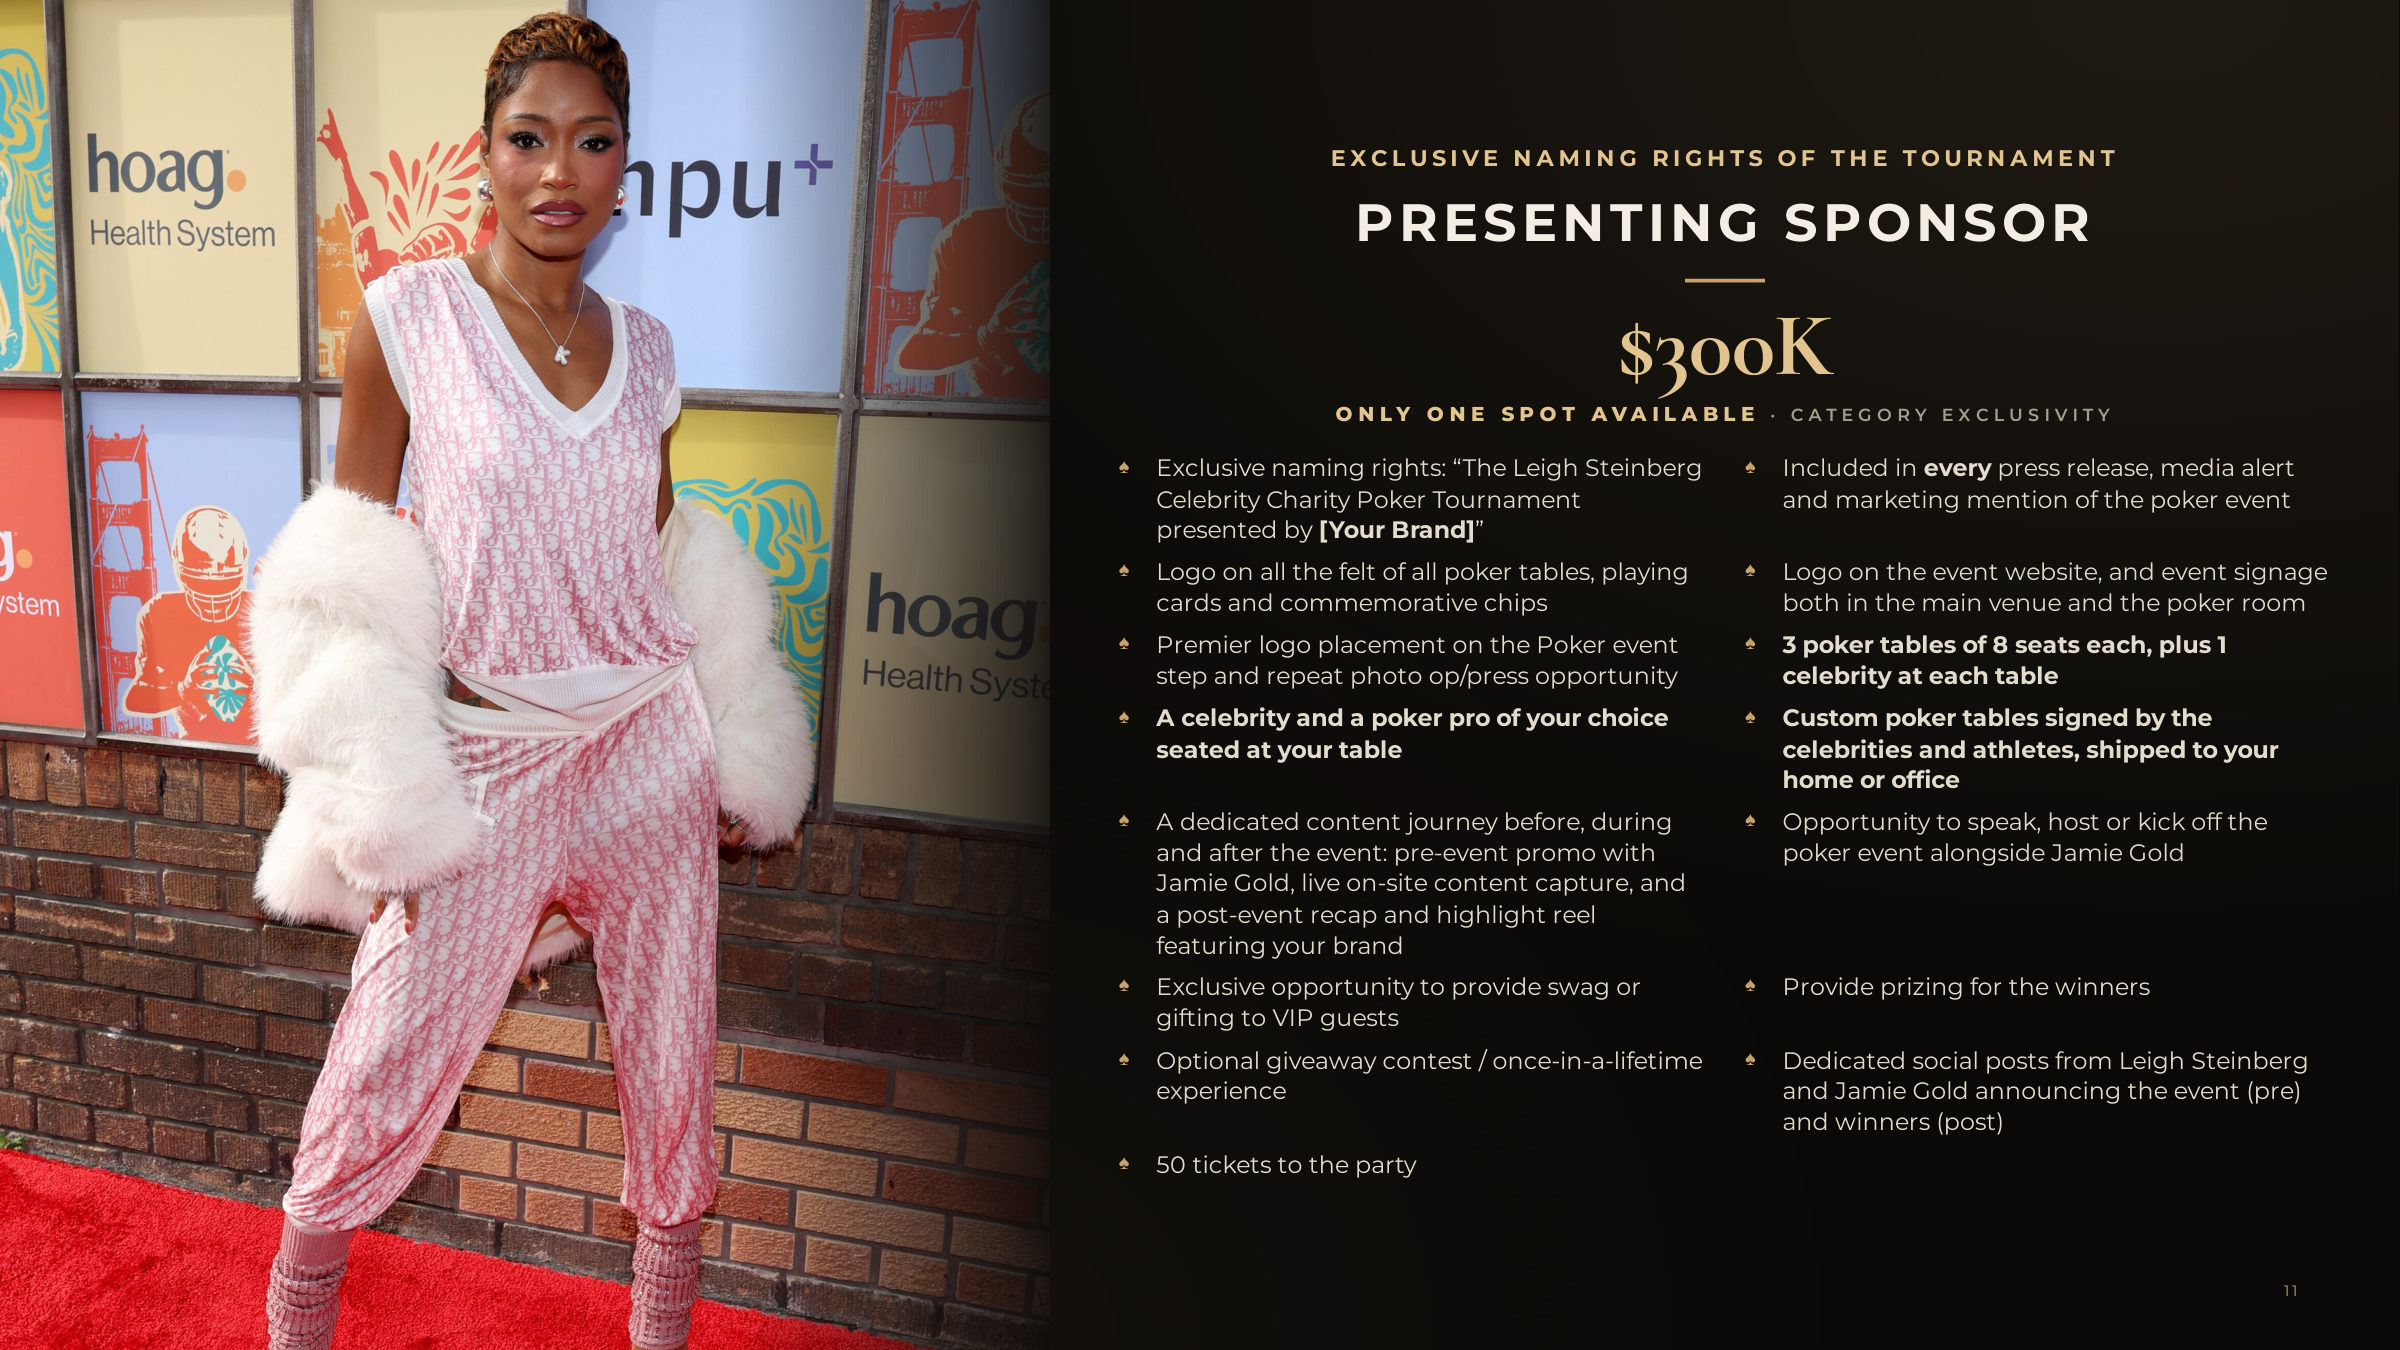 hoag.
Health System
mpu+
g.
ystem
hoag
Health Syste
EXCLUSIVE NAMING RIGHTS OF THE TOURNAMENT
PRESENTING SPONSOR
$300K
ONLY ONE SPOT AVAILABLE · CATEGORY EXCLUSIVITY
♠ Exclusive naming rights: “The Leigh Steinberg
Celebrity Charity Poker Tournament
presented by [Your Brand]”
♠ Included in every press release, media alert
and marketing mention of the poker event
♠ Logo on all the felt of all poker tables, playing
cards and commemorative chips
♠ Logo on the event website, and event signage
both in the main venue and the poker room
♠ Premier logo placement on the Poker event
step and repeat photo op/press opportunity
♠ 3 poker tables of 8 seats each, plus 1
celebrity at each table
♠ A celebrity and a poker pro of your choice
seated at your table
♠ Custom poker tables signed by the
celebrities and athletes, shipped to your
home or office
♠ A dedicated content journey before, during
and after the event: pre-event promo with
Jamie Gold, live on-site content capture, and
a post-event recap and highlight reel
featuring your brand
♠ Opportunity to speak, host or kick off the
poker event alongside Jamie Gold
♠ Exclusive opportunity to provide swag or
gifting to VIP guests
♠ Provide prizing for the winners
♠ Optional giveaway contest / once-in-a-lifetime
experience
♠ Dedicated social posts from Leigh Steinberg
and Jamie Gold announcing the event (pre)
and winners (post)
♠ 50 tickets to the party
11